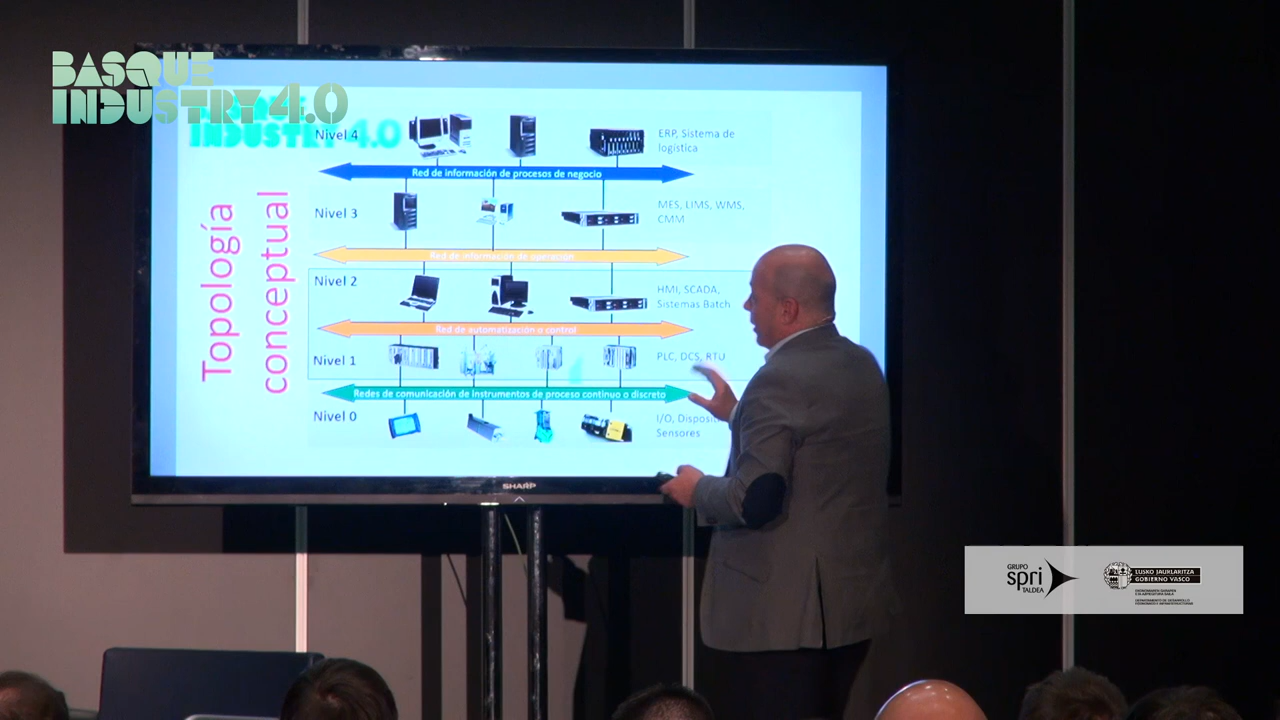 BASQUE
INDUSTRY 4.0
INDUSTRY 4.0
Topología
conceptual
Nivel 4
ERP, Sistema de
logística
Red de información de procesos de negocio
Nivel 3
MES, LIMS, WMS,
CMM
Red de información de operación
Nivel 2
HMI, SCADA,
Sistemas Batch
Red de automatización o control
Nivel 1
PLC, DCS, RTU
Redes de comunicación de instrumentos de proceso continuo o discreto
Nivel 0
I/O,
Sensores
SHARP
GRUPO
spri
TALDEA
EUSKO JAURLARITZA
GOBIERNO VASCO